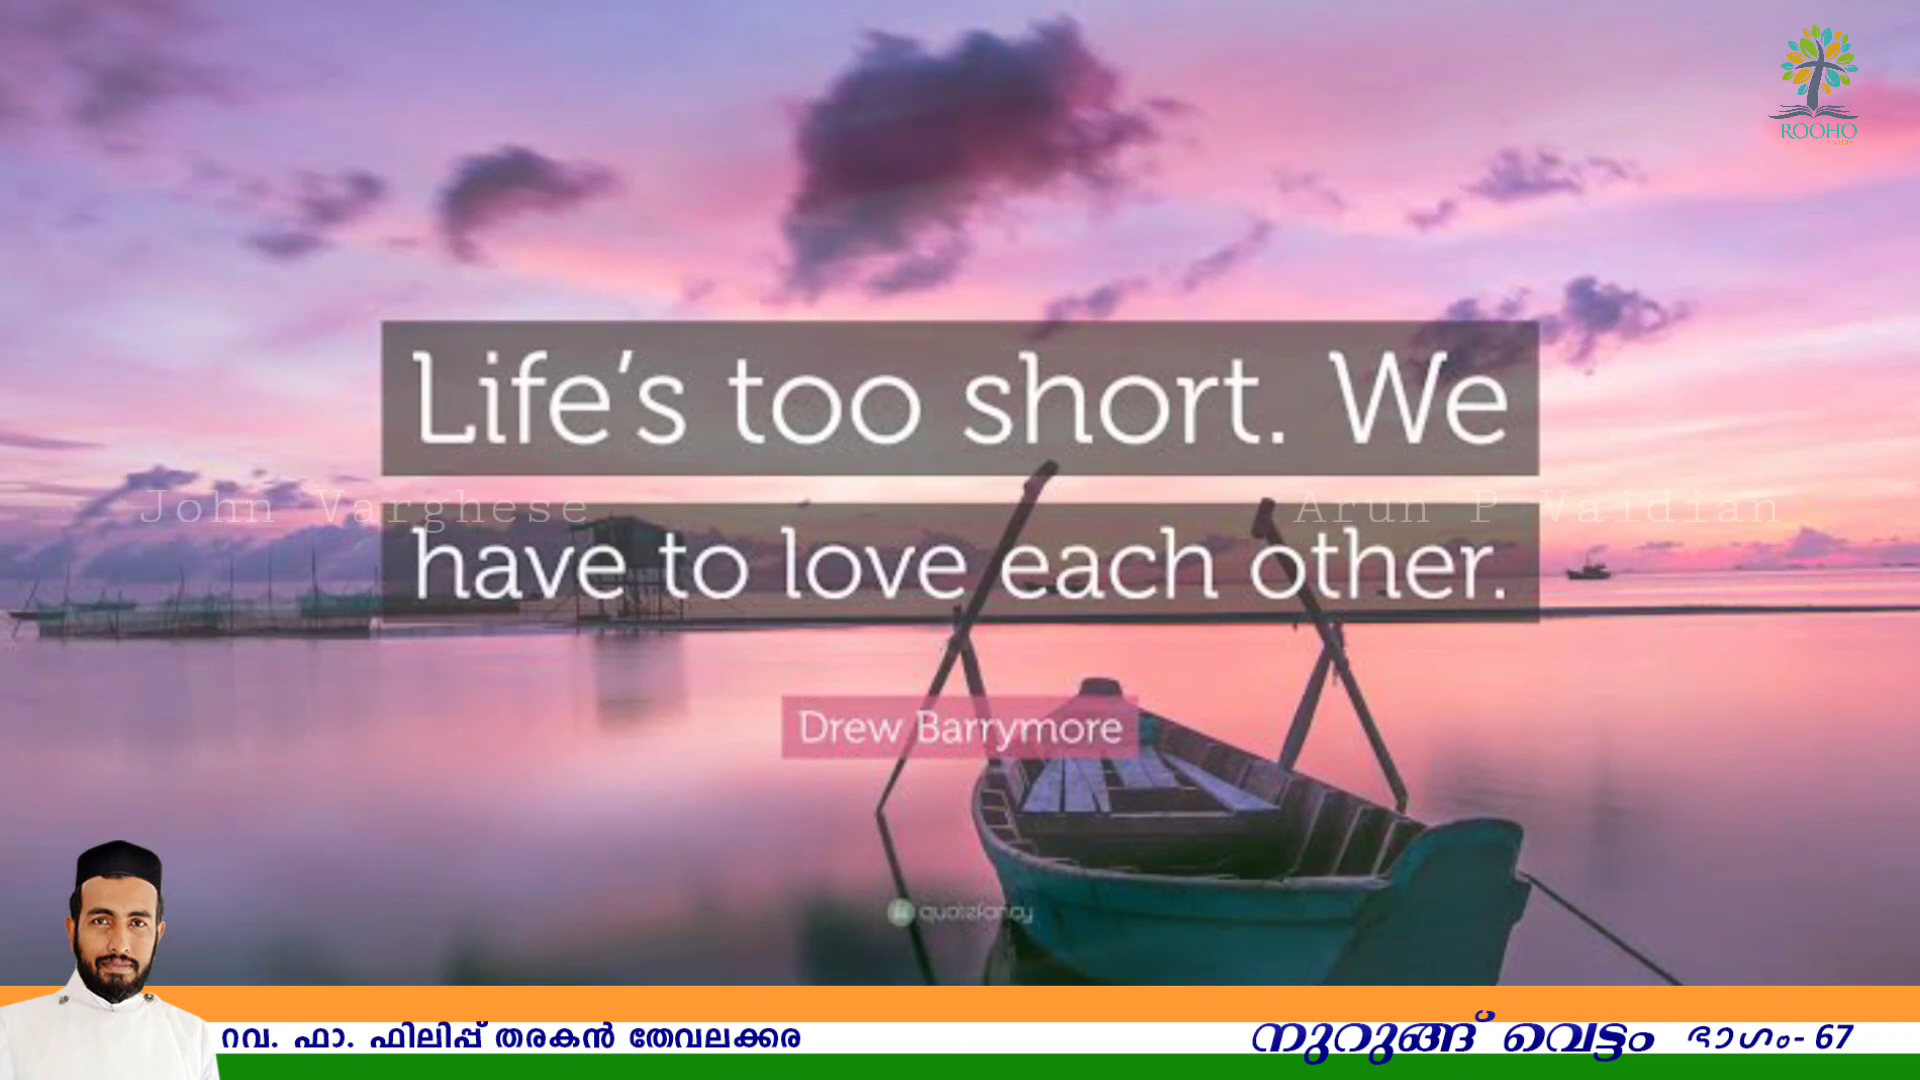 ROOHO
Life's too short. We
John Varghese
Arun P Vaidian
have to love each other.
Drew Barrymore
quotefancy
റവ. ഫാ. ഫിലിപ്പ് തരകൻ തേവലക്കര
നുറുങ്ങ് വെട്ടം ഭാഗം- 67